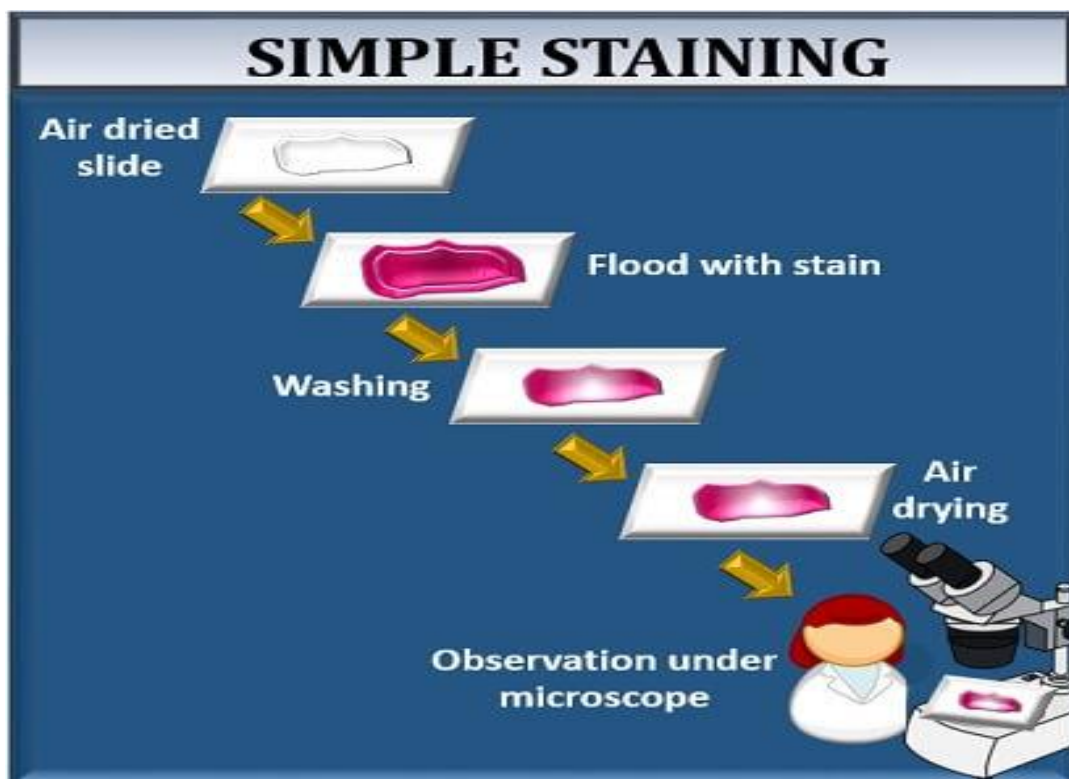 SIMPLE STAINING
Air dried
slide
Flood with stain
Washing
Air
drying
Observation under
microscope